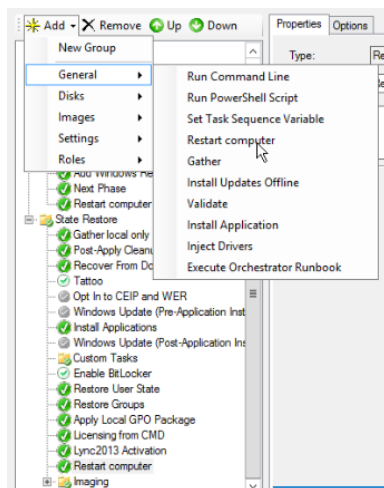 Add Remove Up Down
Properties Options
New Group
Type:
General
Disks
Images
Settings
Roles
Run Command Line
Run PowerShell Script
Set Task Sequence Variable
Restart computer
Gather
Install Updates Offline
Validate
Install Application
Inject Drivers
Execute Orchestrator Runbook
Next Phase
Restart computer
State Restore
Gather local only
Post-Apply Cleanu
Recover From Do
Tattoo
Opt In to CEIP and WER
Windows Update (Pre-Application Inst
Install Applications
Windows Update (Post-Application Ins
Custom Tasks
Enable BitLocker
Restore User State
Restore Groups
Apply Local GPO Package
Licensing from CMD
Lync2013 Activation
Restart computer
Imaging